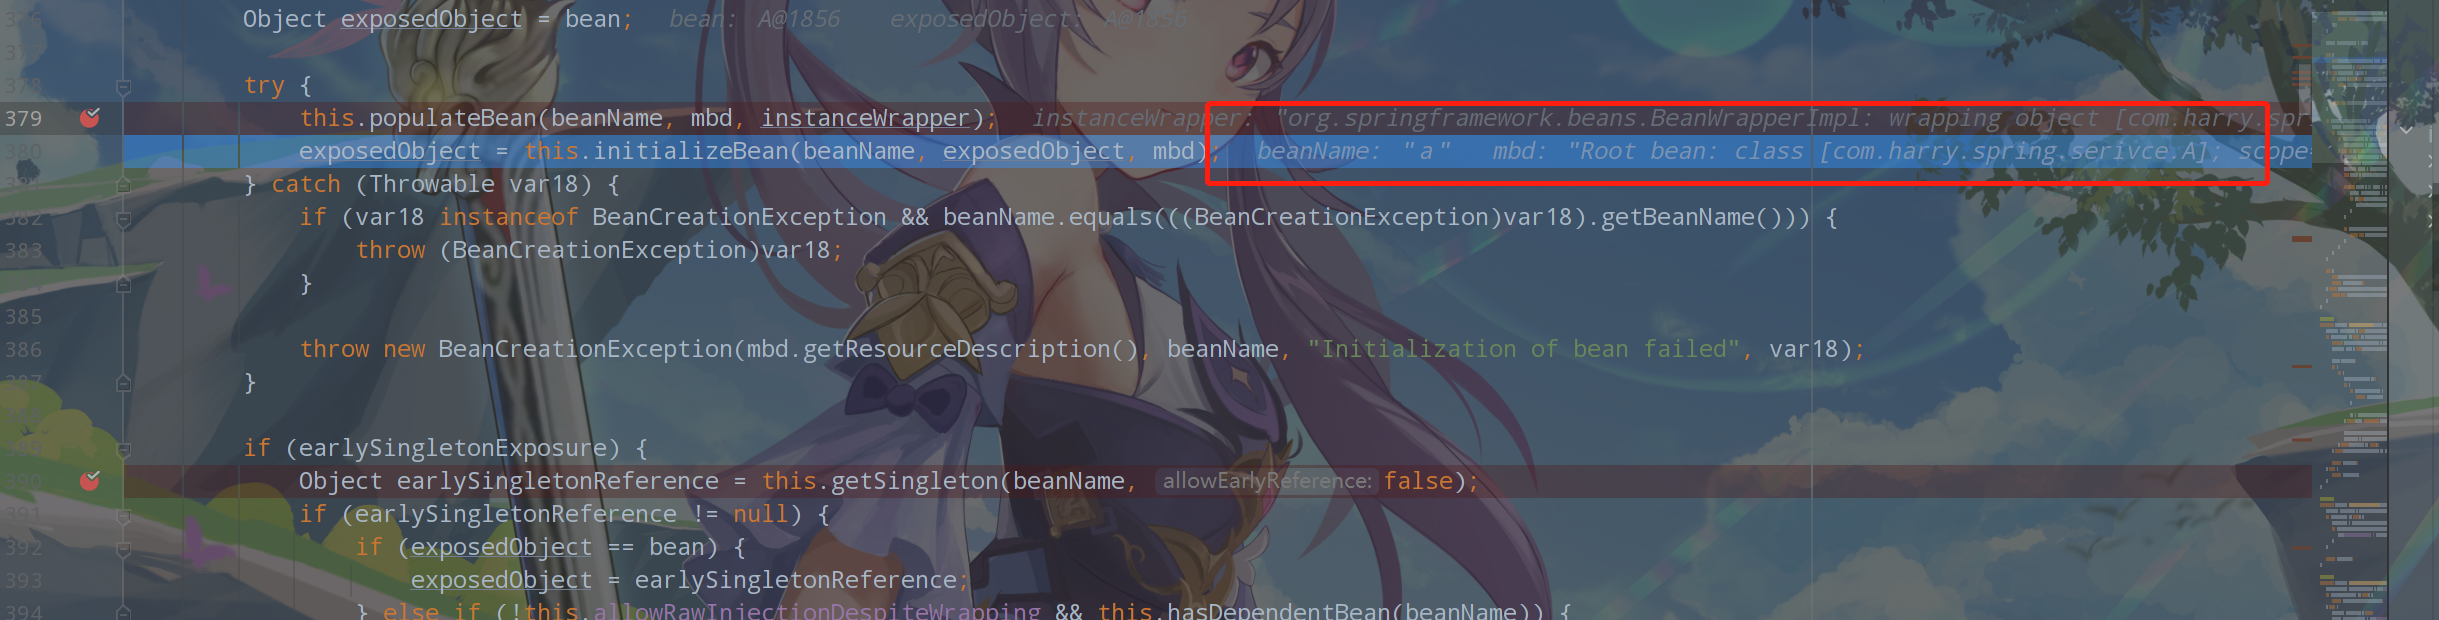 Object exposedObject = bean; bean: A@1856 exposedObject: A@1856
377
378 try {
379 this.populateBean(beanName, mbd, instanceWrapper); instanceWrapper: "org.springframework.beans.BeanWrapperImpl: wrapping object [com.harry.spr
380 exposedObject = this.initializeBean(beanName, exposedObject, mbd); beanName: "a" mbd: "Root bean: class [com.harry.spring.serivce.A]; scope
} catch (Throwable var18) {
382 if (var18 instanceof BeanCreationException && beanName.equals(((BeanCreationException)var18).getBeanName())) {
383 throw (BeanCreationException)var18;
}
385
386 throw new BeanCreationException(mbd.getResourceDescription(), beanName, "Initialization of bean failed", var18);
387 }
388
389 if (earlySingletonExposure) {
390 Object earlySingletonReference = this.getSingleton(beanName, allowEarlyReference: false);
391 if (earlySingletonReference != null) {
392 if (exposedObject == bean) {
393 exposedObject = earlySingletonReference;
394 } else if (!this.allowRawInjectionDespiteWrapping && this.hasDependentBean(beanName)) {